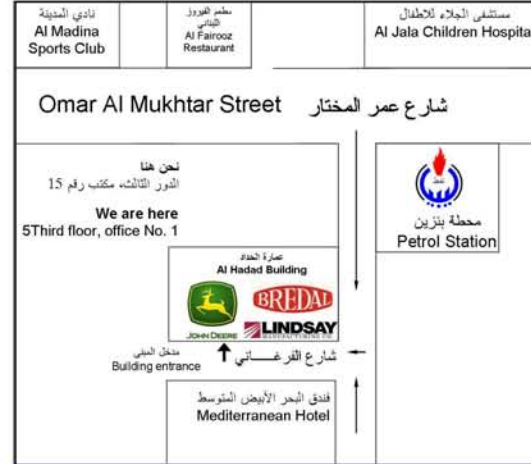 نادي المدينة
Al Madina
Sports Club
مطعم الفيروز
اللبناني
Al Fairooz
Restaurant
مستشفى الجلاء للاطفال
Al Jala Children Hospita
Omar Al Mukhtar Street شارع عمر المختار
نحن هنا
الدور الثالث، مكتب رقم 15
We are here
5Third floor, office No. 1
نفط
محطة بنزين
Petrol Station
عمارة الحداد
Al Hadad Building
JOHN DEERE
BREDAL
LINDSAY
مدخل المبنى
Building entrance
شارع الفرغــــاني
فندق البحر الأبيض المتوسط
Mediterranean Hotel